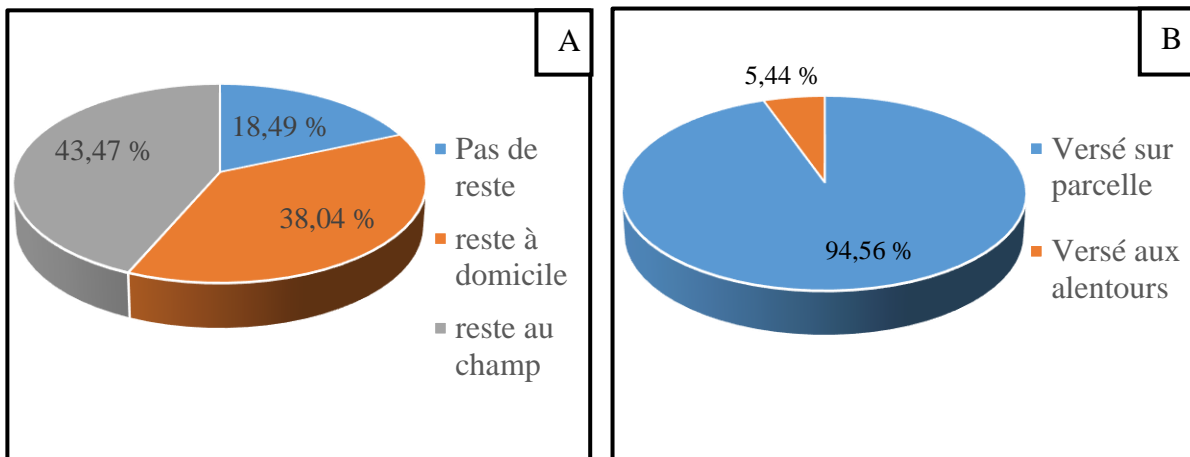 A
18,49 %
43,47 %
38,04 %
Pas de
reste
reste à
domicile
reste au
champ
B
5,44 %
94,56 %
Versé sur
parcelle
Versé aux
alentours